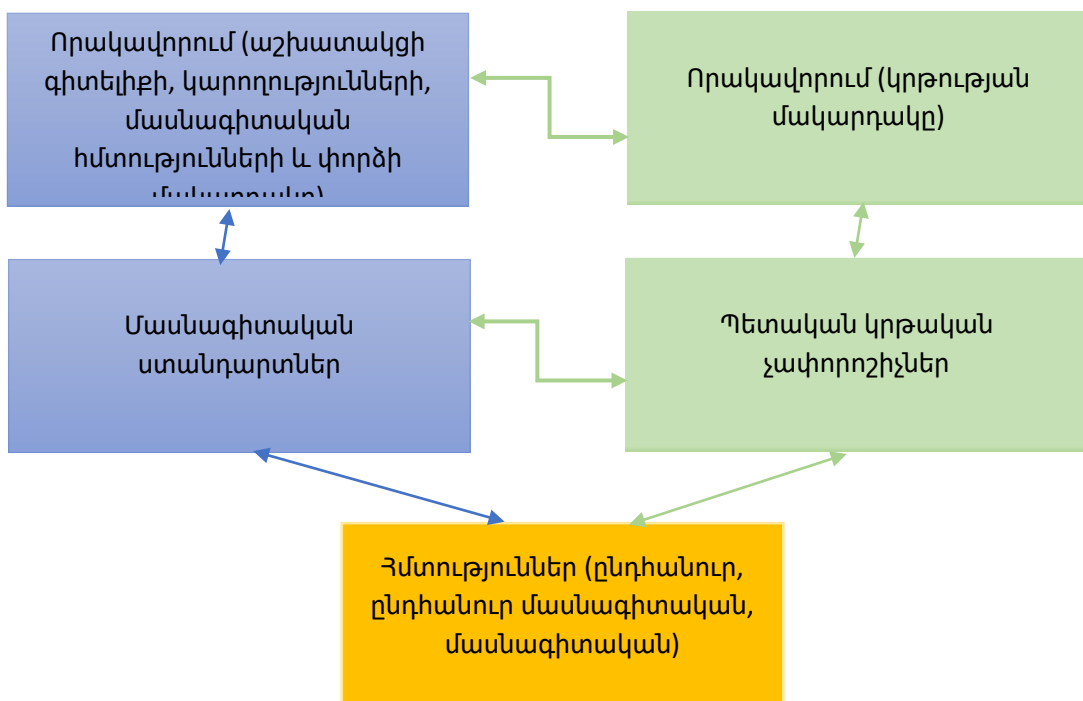 Որակավորում (աշխատակցի
գիտելիքի, կարողությունների,
մասնագիտական
հմտությունների և փորձի
մակարդակը)
Որակավորում (կրթության
մակարդակը)
Մասնագիտական
ստանդարտներ
Պետական կրթական
չափորոշիչներ
Հմտություններ (ընդհանուր,
ընդհանուր մասնագիտական,
մասնագիտական)